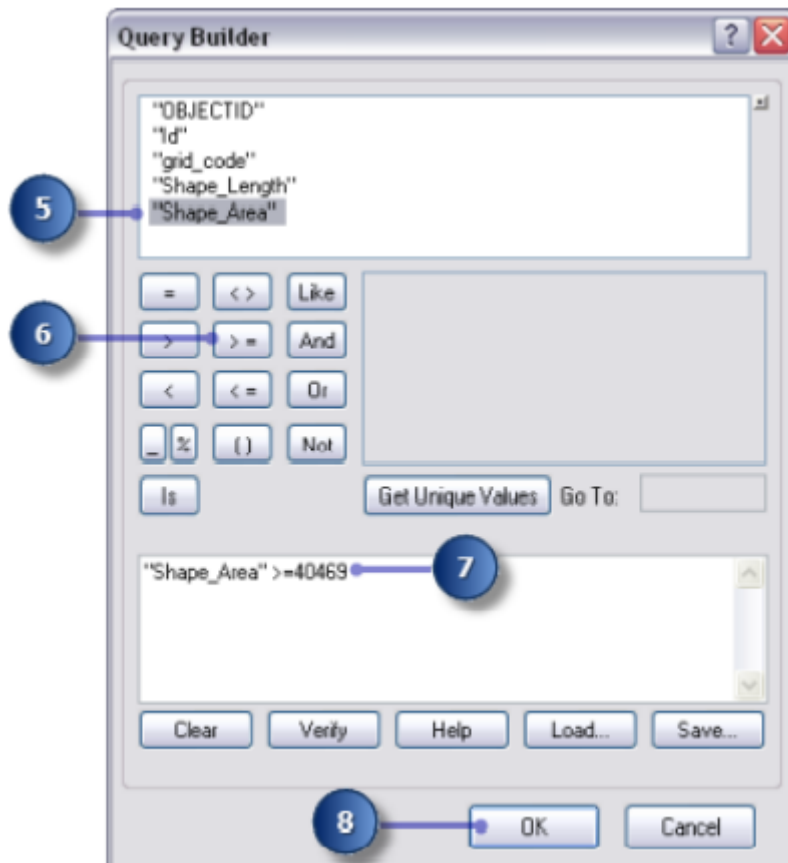 Query Builder
?
"OBJECTID"
"Id"
"grid_code"
"Shape_Length"
"Shape_Area"
5
= < > Like
6
> > = And
< < = Or
_ % ( ) Not
Is Get Unique Values Go To:
"Shape_Area" >=40469
7
Clear Verify Help Load... Save...
8
OK Cancel